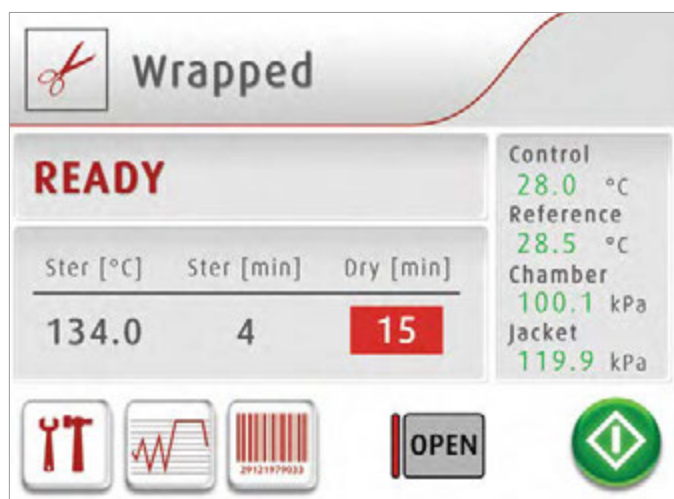 Wrapped
READY
Ster [°C] Ster [min] Dry [min]
134.0 4 15
Control
28.0 °C
Reference
28.5 °C
Chamber
100.1 kPa
Jacket
119.9 kPa
29121979033
OPEN